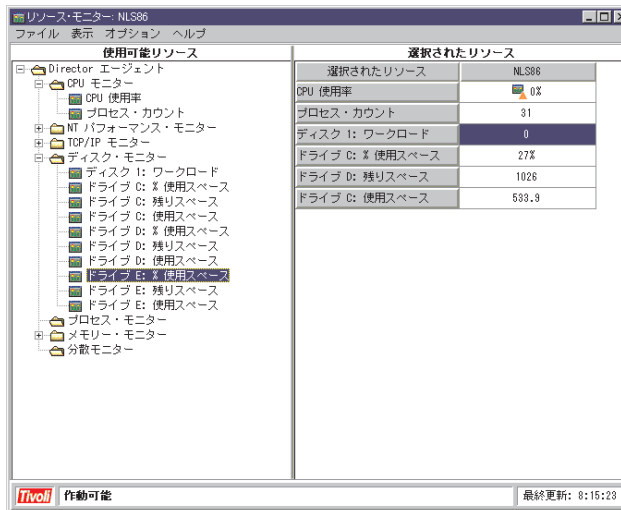 リソース・モニター: NLS86
ファイル 表示 オプション ヘルプ
使用可能リソース
Director エージェント
CPU モニター
CPU 使用率
プロセス・カウント
NT パフォーマンス・モニター
TCP/IP モニター
ディスク・モニター
ディスク 1: ワークロード
ドライブ C: % 使用スペース
ドライブ C: 残りスペース
ドライブ C: 使用スペース
ドライブ D: % 使用スペース
ドライブ D: 残りスペース
ドライブ D: 使用スペース
ドライブ E: % 使用スペース
ドライブ E: 残りスペース
ドライブ E: 使用スペース
プロセス・モニター
メモリー・モニター
分散モニター
選択されたリソース
選択されたリソース NLS86
CPU 使用率 0%
プロセス・カウント 31
ディスク 1: ワークロード 0
ドライブ C: % 使用スペース 27%
ドライブ D: 残りスペース 1026
ドライブ C: 使用スペース 533.9
Tivoli 作動可能 最終更新: 8:15:23